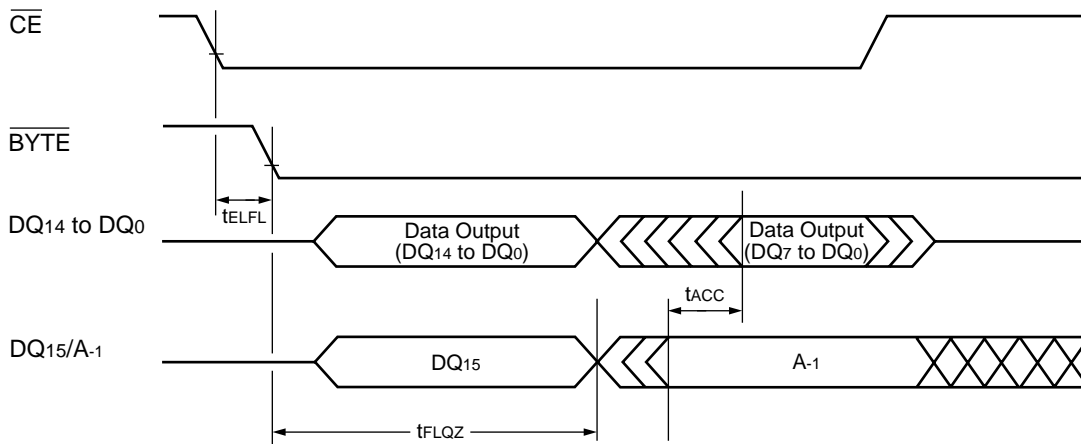 CE
BYTE
tELFL
DQ14 to DQ0
Data Output
(DQ14 to DQ0)
Data Output
(DQ7 to DQ0)
tACC
DQ15/A-1
DQ15
A-1
tFLQZ